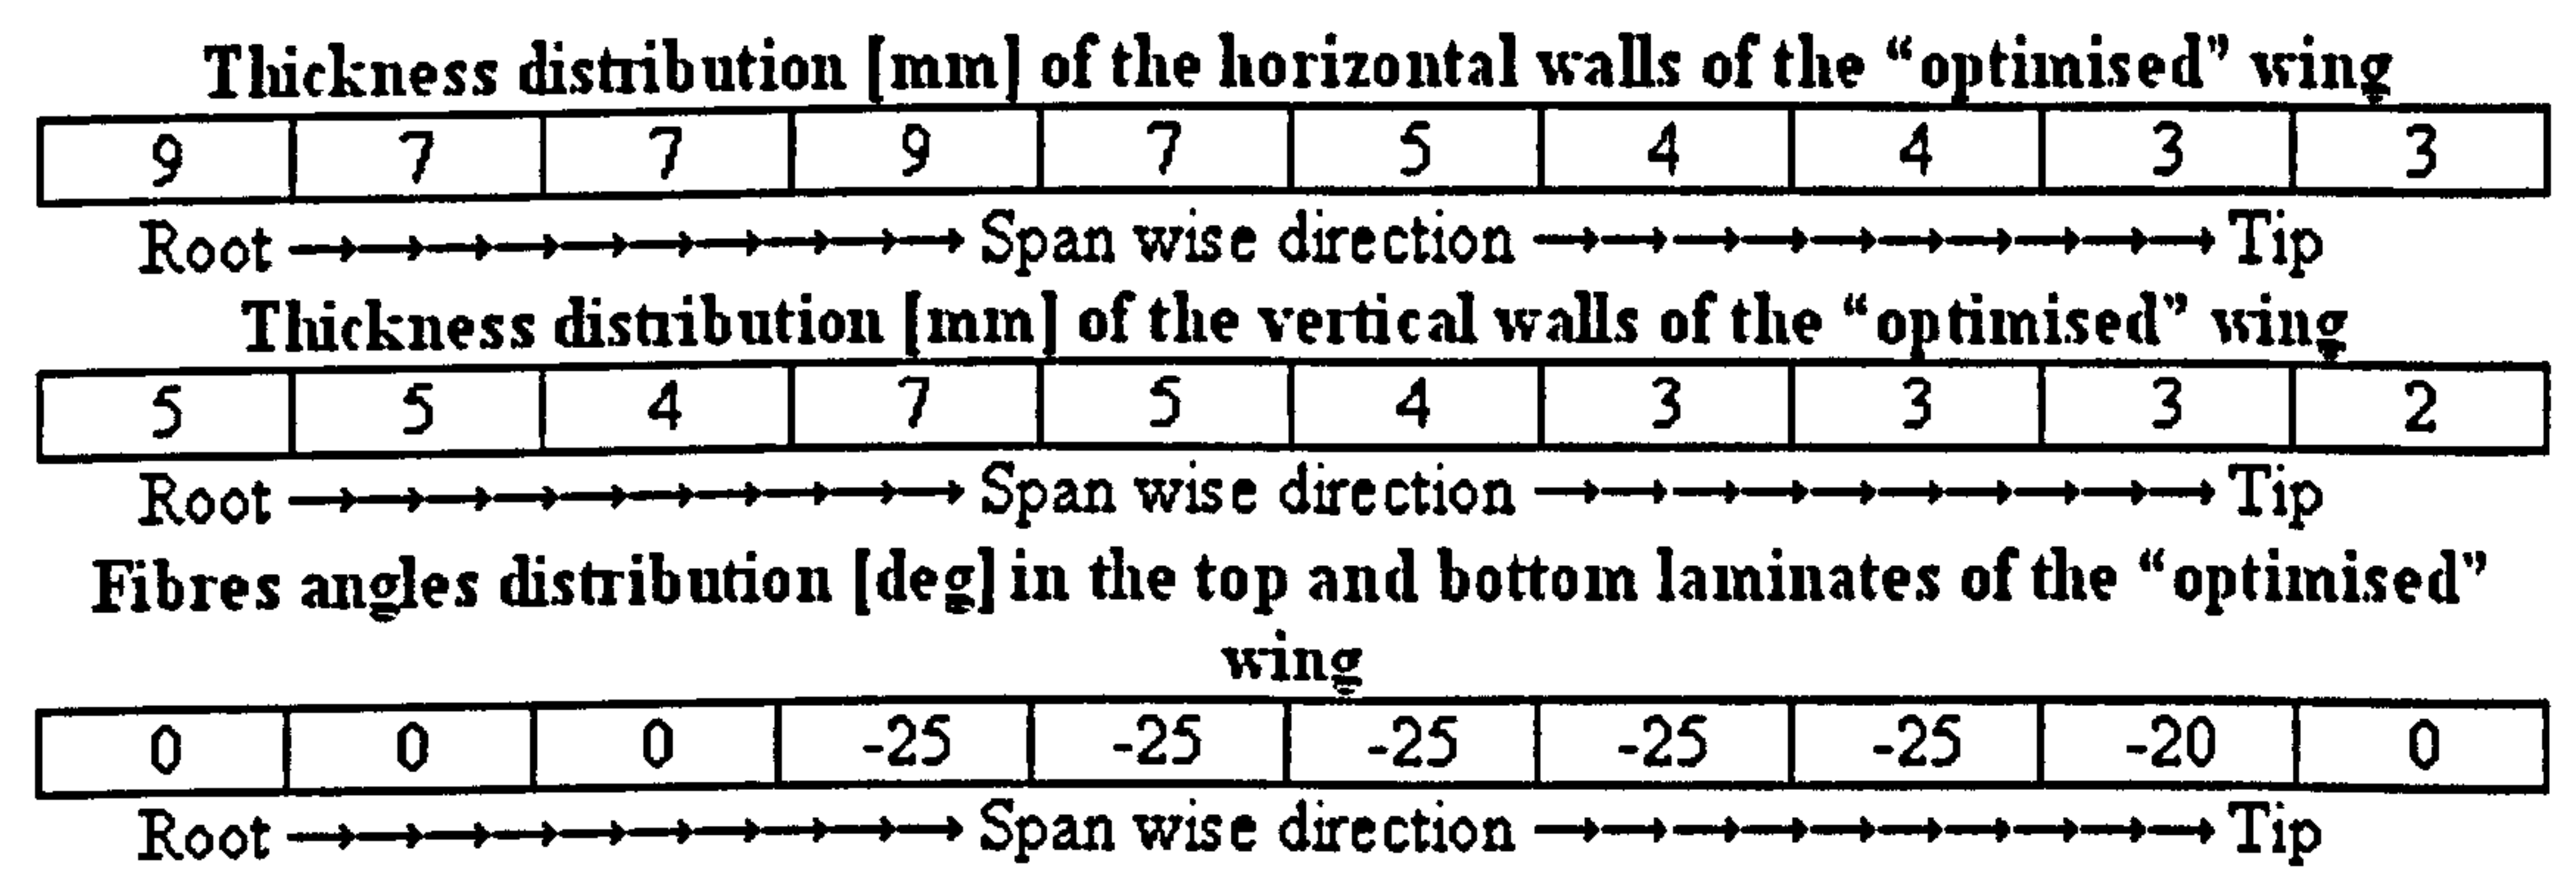 Thickness distribution [mm] of the horizontal walls of the “optimised” wing
9 7 7 9 7 5 4 4 3 3
Root Span wise direction Tip
Thickness distribution [mm] of the vertical walls of the “optimised” wing
5 5 4 7 5 4 3 3 3 2
Root Span wise direction Tip
Fibres angles distribution [deg] in the top and bottom laminates of the “optimised”
wing
0 0 0 -25 -25 -25 -25 -25 -20 0
Root Span wise direction Tip